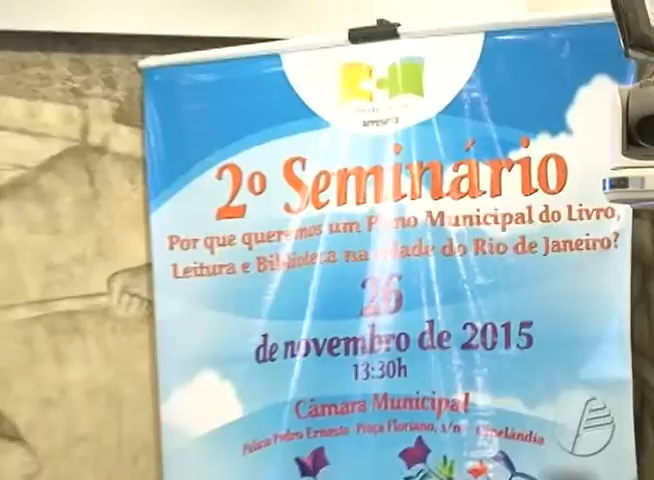 apresenta
2º Seminário
Por que queremos um Plano Municipal do Livro,
Leitura e Biblioteca na cidade do Rio de Janeiro?
26
de novembro de 2015
13:30h
Câmara Municipal
Palácio Pedro Ernesto Praça Floriano, s/nº Cinelândia